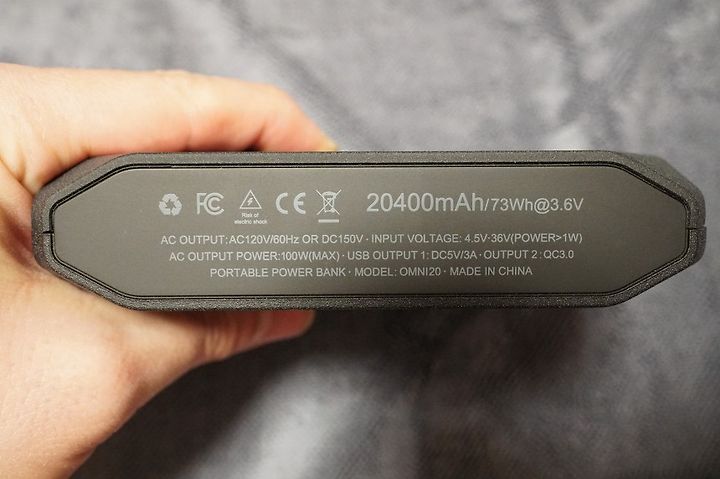 FC CE 20400mAh/73Wh@3.6V
Risk of
electric shock
AC OUTPUT:AC120V/60Hz OR DC150V · INPUT VOLTAGE: 4.5V-36V(POWER>1W)
AC OUTPUT POWER:100W(MAX) · USB OUTPUT 1: DC5V/3A · OUTPUT 2 : QC3.0
PORTABLE POWER BANK · MODEL: OMNI20 · MADE IN CHINA